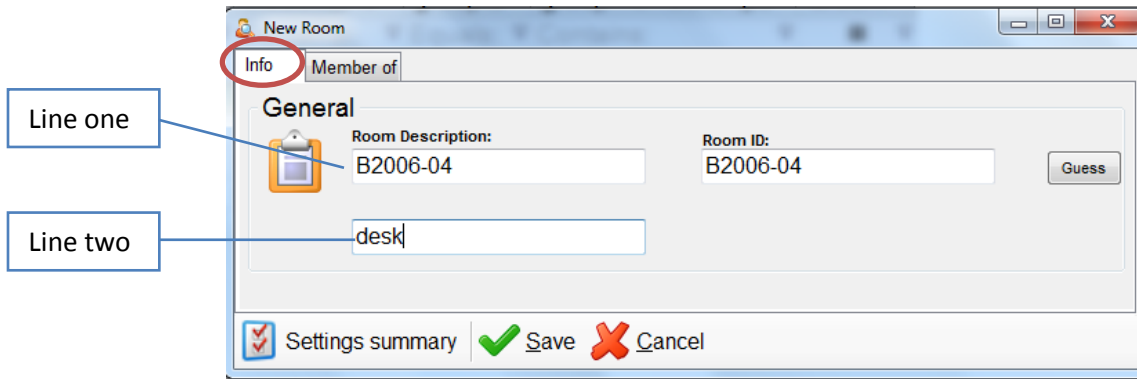 New Room
Info Member of
General
Line one
Room Description: Room ID:
B2006-04 B2006-04 Guess
Line two
desk
Settings summary Save Cancel